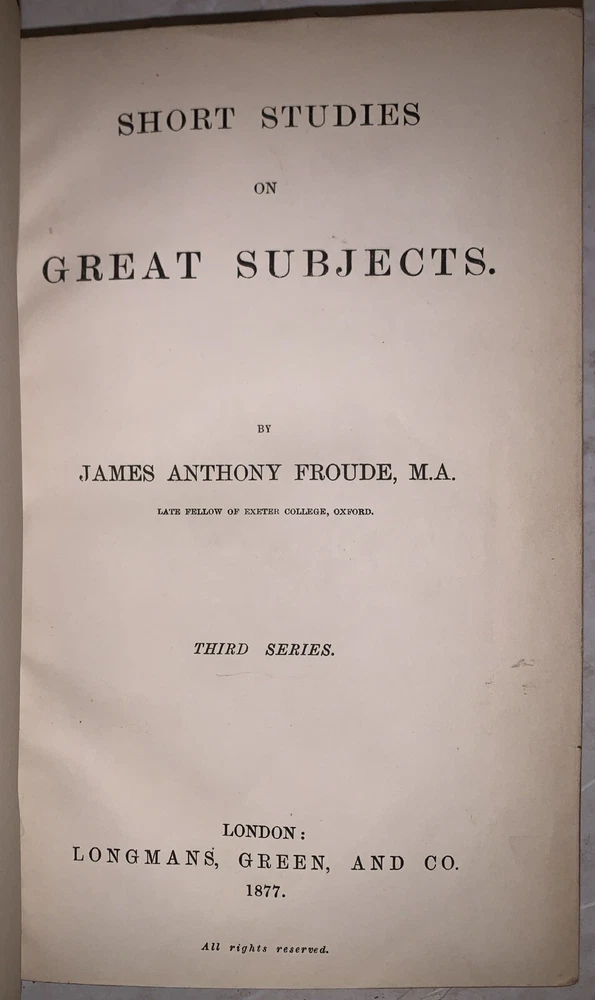 SHORT STUDIES
ON
GREAT SUBJECTS.
BY
JAMES ANTHONY FROUDE, M.A.
LATE FELLOW OF EXETER COLLEGE, OXFORD.
THIRD SERIES.
LONDON:
LONGMANS, GREEN, AND CO.
1877.
All rights reserved.